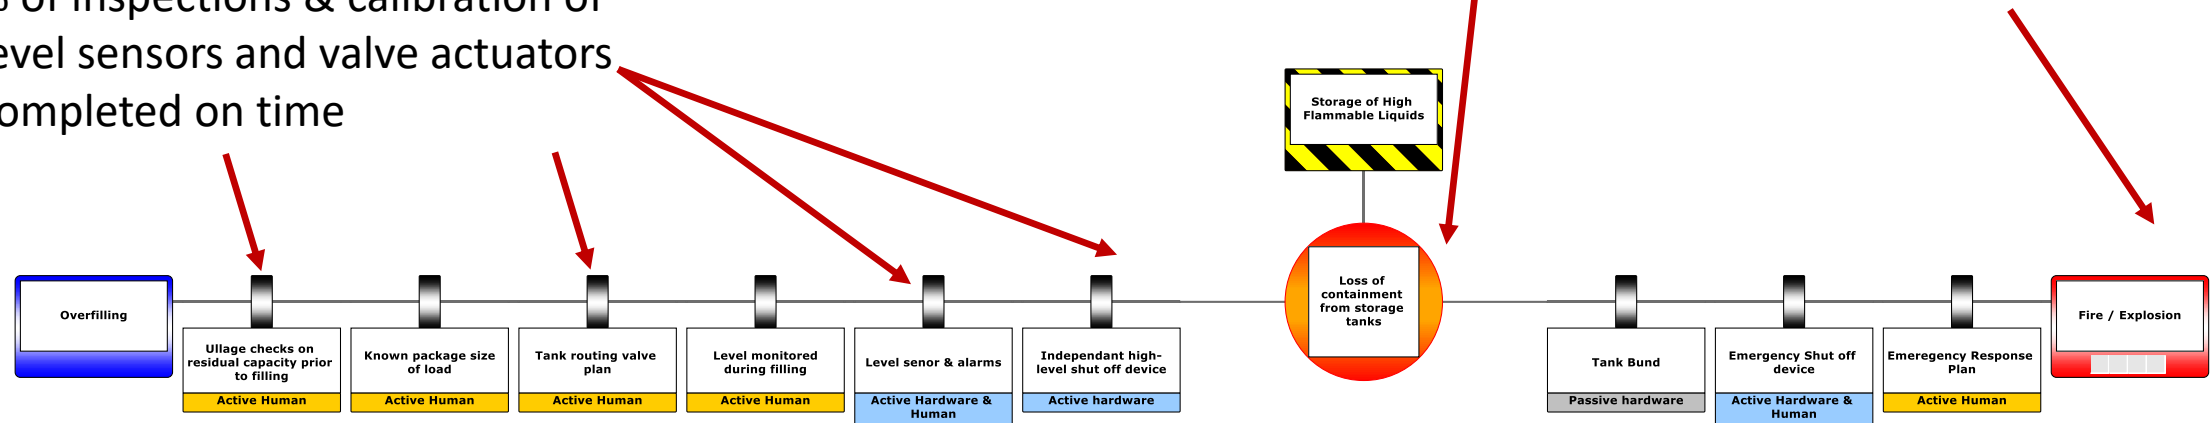 of inspections & calibration of
evel sensors and valve actuators
ompleted on time
Storage of High
Flammable Liquids
Overfilling
Ullage checks on
residual capacity prior
to filling
Active Human
Known package size
of load
Active Human
Tank routing valve
plan
Active Human
Level monitored
during filling
Active Human
Level senor & alarms
Active Hardware &
Human
Independant high-
level shut off device
Active hardware
Loss of
containment
from storage
tanks
Tank Bund
Passive hardware
Emergency Shut off
device
Active Hardware &
Human
Emeregency Response
Plan
Active Human
Fire / Explosion